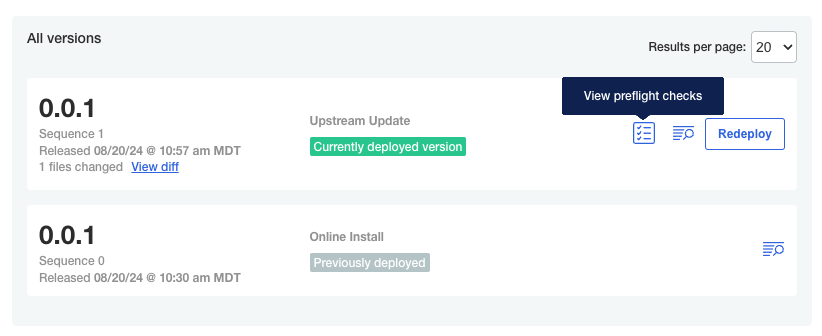 All versions
Results per page: 20
View preflight checks
0.0.1
Sequence 1
Released 08/20/24 @ 10:57 am MDT
1 files changed View diff
Upstream Update
Currently deployed version
Redeploy
0.0.1
Sequence 0
Released 08/20/24 @ 10:30 am MDT
Online Install
Previously deployed